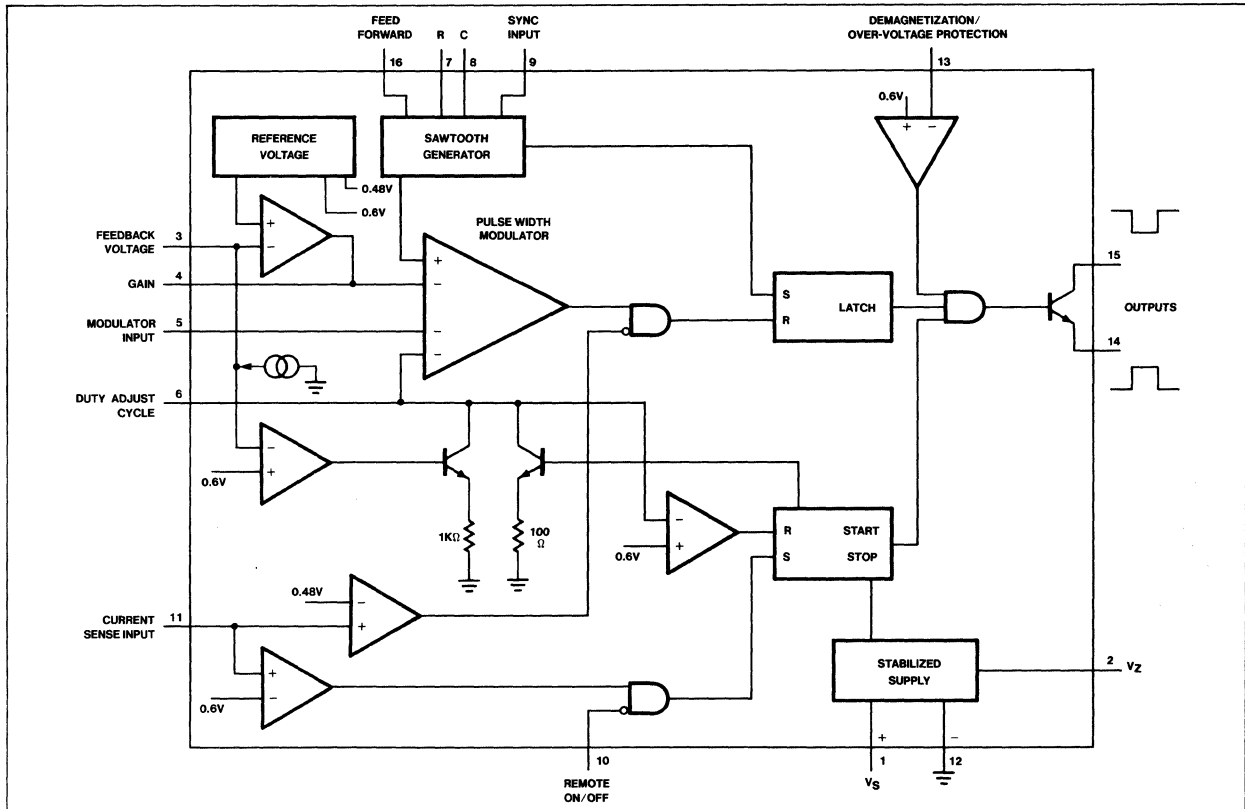 FEED
FORWARD
R
C
SYNC
INPUT
DEMAGNETIZATION/
OVER-VOLTAGE PROTECTION
16
7
8
9
13
0.6V
+
−
REFERENCE
VOLTAGE
SAWTOOTH
GENERATOR
0.48V
0.6V
FEEDBACK
VOLTAGE
3
+
−
PULSE WIDTH
MODULATOR
GAIN
4
+
−
−
−
MODULATOR
INPUT
5
S
R
LATCH
15
OUTPUTS
14
DUTY ADJUST
CYCLE
6
−
+
0.6V
1KΩ
100
Ω
−
+
0.6V
R
S
START
STOP
0.48V
−
+
CURRENT
SENSE INPUT
11
+
−
0.6V
STABILIZED
SUPPLY
2
VZ
10
REMOTE
ON/OFF
+
−
1
12
VS